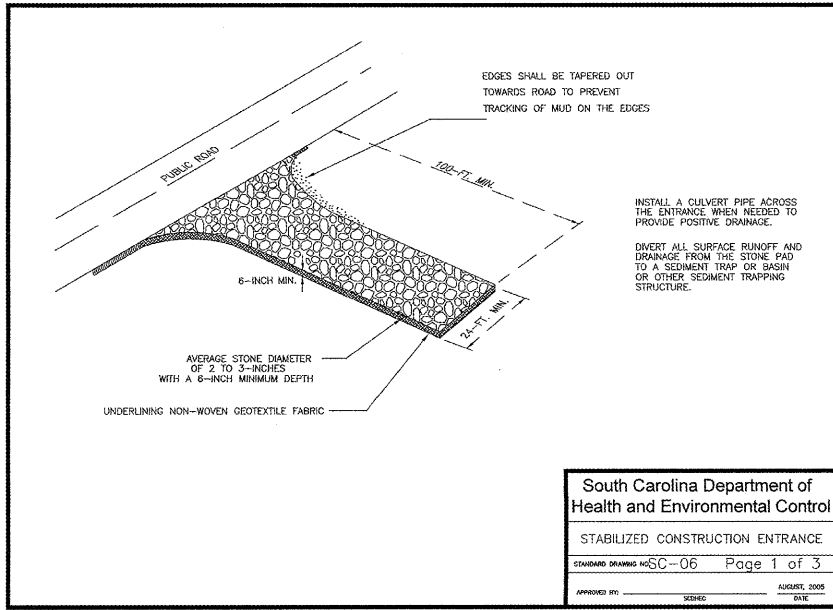 EDGES SHALL BE TAPERED OUT
TOWARDS ROAD TO PREVENT
TRACKING OF MUD ON THE EDGES
PUBLIC ROAD
100-FT. MIN.
INSTALL A CULVERT PIPE ACROSS
THE ENTRANCE WHEN NEEDED TO
PROVIDE POSITIVE DRAINAGE.
DIVERT ALL SURFACE RUNOFF AND
DRAINAGE FROM THE STONE PAD
TO A SEDIMENT TRAP OR BASIN
OR OTHER SEDIMENT TRAPPING
STRUCTURE.
6-INCH MIN.
24-FT. MIN.
AVERAGE STONE DIAMETER
OF 2 TO 3-INCHES
WITH A 6-INCH MINIMUM DEPTH
UNDERLINING NON-WOVEN GEOTEXTILE FABRIC
South Carolina Department of
Health and Environmental Control
STABILIZED CONSTRUCTION ENTRANCE
STANDARD DRAWING NO SC-06 Page 1 of 3
APPROVED BY: AUGUST, 2005
SCDHEC DATE